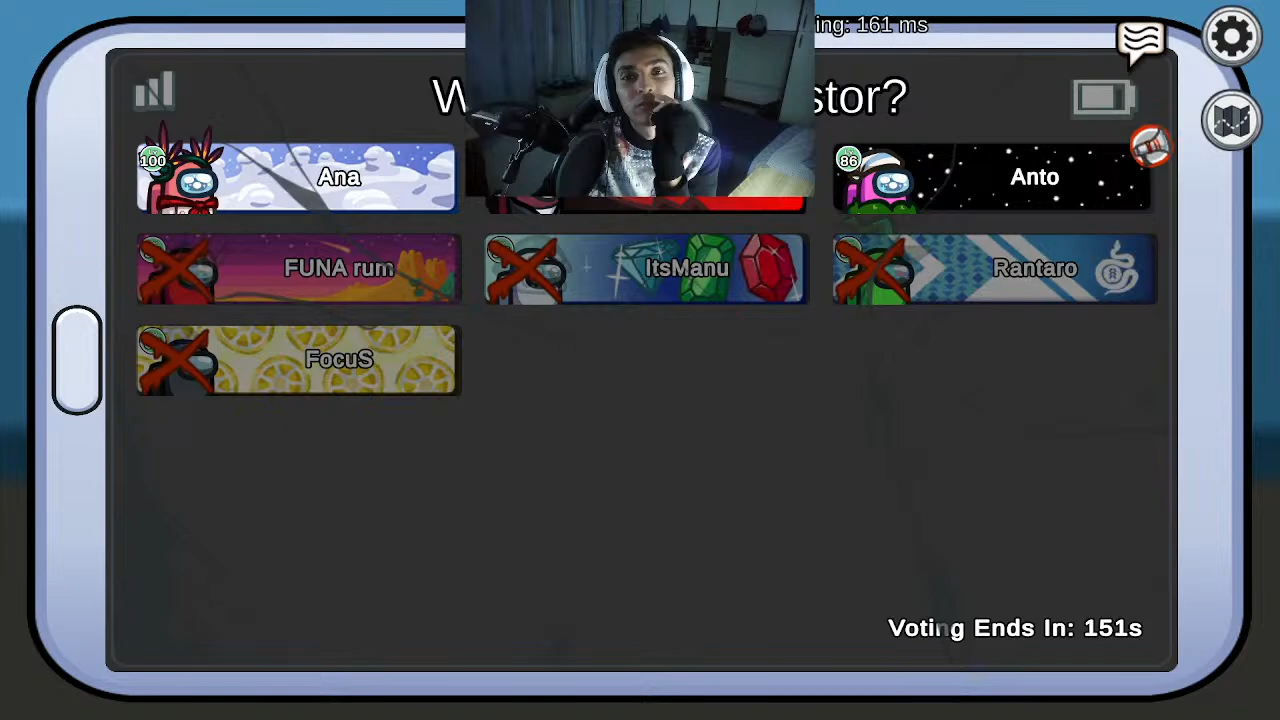 ing: 161 ms
W stor?
100
Ana
86
Anto
FUNA rum
ItsManu
Rantaro
FocuS
Voting Ends In: 151s